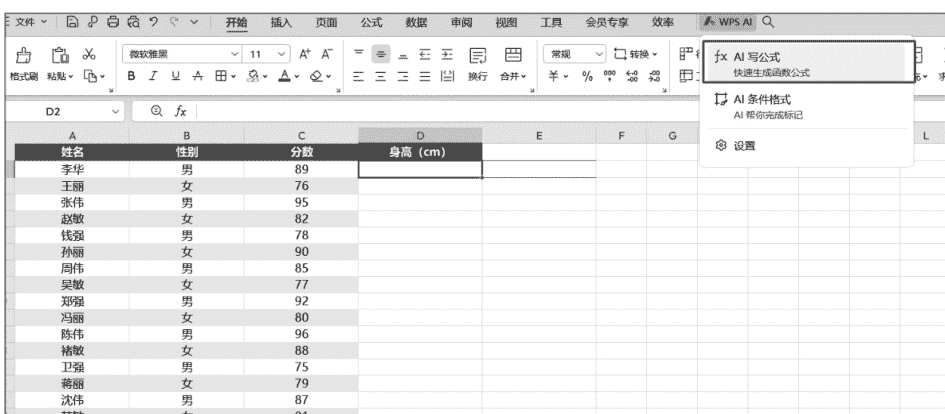 文件 开始 插入 页面 公式 数据 审阅 视图 工具 会员专享 效率 WPS AI
微软雅黑 11 A+ A- 换行 合并 常规 转换
格式刷 粘贴 B I U A A ¥ %
fx AI 写公式
快速生成函数公式
AI 条件格式
AI 帮你完成标记
设置
D2 fx
A B C D E F G L
姓名 性别 分数 身高（cm）
李华 男 89
王丽 女 76
张伟 男 95
赵敏 女 82
钱强 男 78
孙丽 女 90
周伟 男 85
吴敏 女 77
郑强 男 92
冯丽 女 80
陈伟 男 96
褚敏 女 88
卫强 男 75
蒋丽 女 79
沈伟 男 87